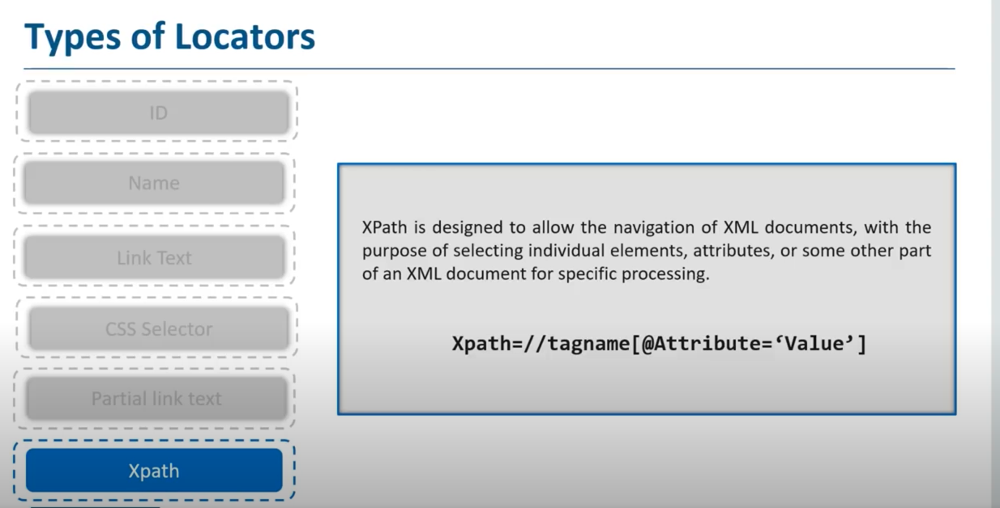 Types of Locators
ID
Name
Link Text
CSS Selector
Partial link text
Xpath
XPath is designed to allow the navigation of XML documents, with the
purpose of selecting individual elements, attributes, or some other part
of an XML document for specific processing.
Xpath=//tagname[@Attribute=‘Value’]